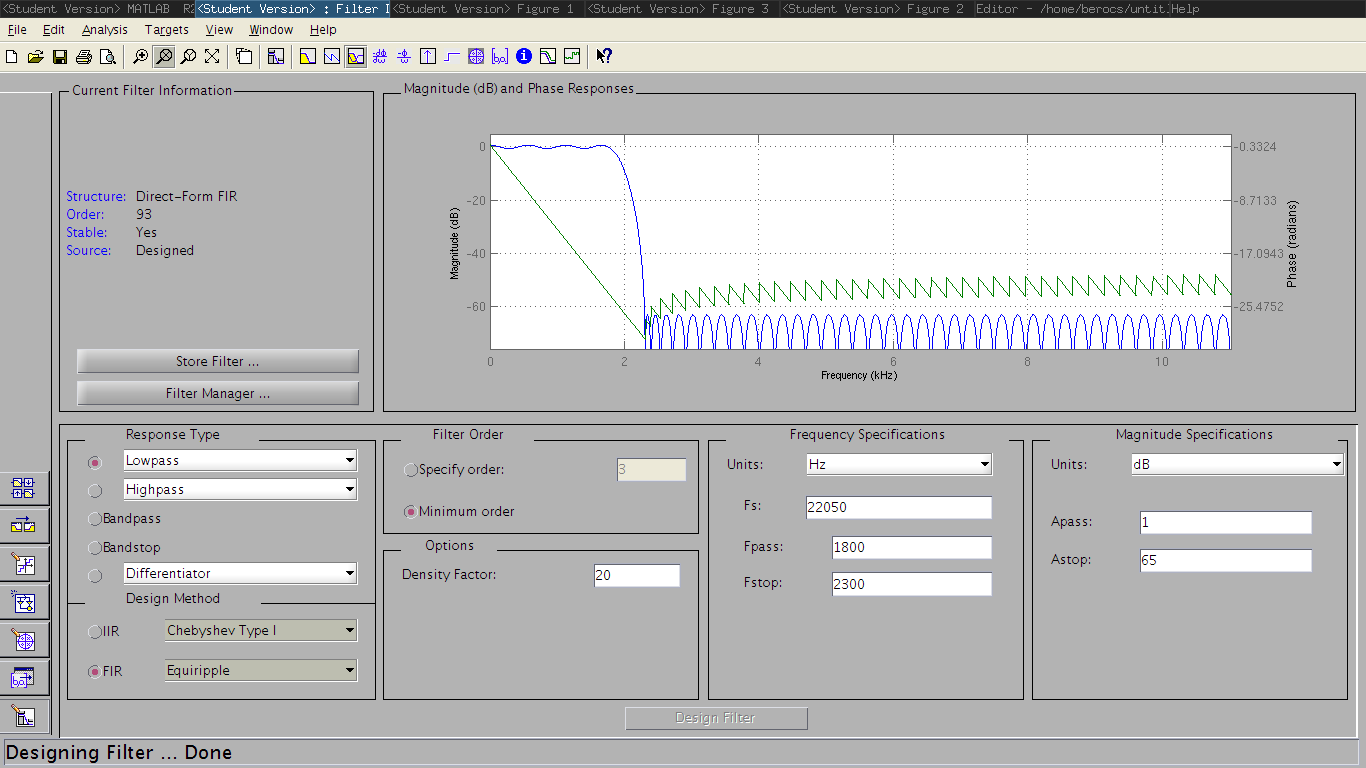 <Student Version> MATLAB R2 <Student Version> : Filter D <Student Version> Figure 1 <Student Version> Figure 3 <Student Version> Figure 2 Editor - /home/berocs/untit. Help
File Edit Analysis Targets View Window Help
Current Filter Information
Structure: Direct-Form FIR
Order: 93
Stable: Yes
Source: Designed
Store Filter ...
Filter Manager ...
Magnitude (dB) and Phase Responses
Magnitude (dB)
0
-20
-40
-60
0 2 4 6 8 10
Frequency (kHz)
-0.3324
-8.7133
-17.0943
-25.4752
Phase (radians)
Response Type
Lowpass
Highpass
Bandpass
Bandstop
Differentiator
Design Method
IIR Chebyshev Type I
FIR Equiripple
Filter Order
Specify order: 3
Minimum order
Options
Density Factor: 20
Frequency Specifications
Units: Hz
Fs: 22050
Fpass: 1800
Fstop: 2300
Magnitude Specifications
Units: dB
Apass: 1
Astop: 65
Design Filter
Designing Filter ... Done